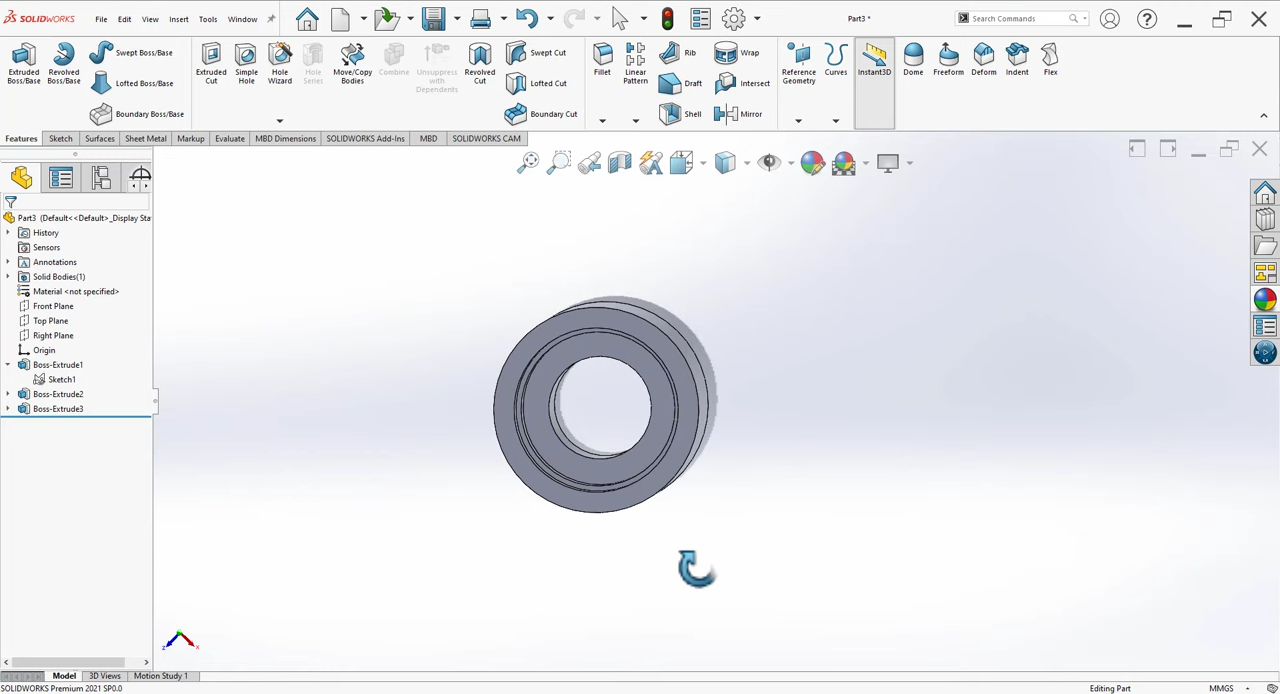 SOLIDWORKS File Edit View Insert Tools Window Part3 * Search Commands
Extruded Boss/Base
Revolved Boss/Base
Swept Boss/Base
Lofted Boss/Base
Boundary Boss/Base
Extruded Cut
Simple Hole
Hole Wizard
Hole Series
Move/Copy Bodies
Combine
Unsuppress with Dependents
Revolved Cut
Swept Cut
Lofted Cut
Boundary Cut
Fillet
Linear Pattern
Rib
Draft
Shell
Wrap
Intersect
Mirror
Reference Geometry
Curves
Instant3D
Dome
Freeform
Deform
Indent
Flex
Features Sketch Surfaces Sheet Metal Markup Evaluate MBD Dimensions SOLIDWORKS Add-Ins MBD SOLIDWORKS CAM
Part3 (Default<<Default>_Display Sta
History
Sensors
Annotations
Solid Bodies(1)
Material <not specified>
Front Plane
Top Plane
Right Plane
Origin
Boss-Extrude1
Sketch1
Boss-Extrude2
Boss-Extrude3
z x
Model 3D Views Motion Study 1
SOLIDWORKS Premium 2021 SP0.0 Editing Part MMGS